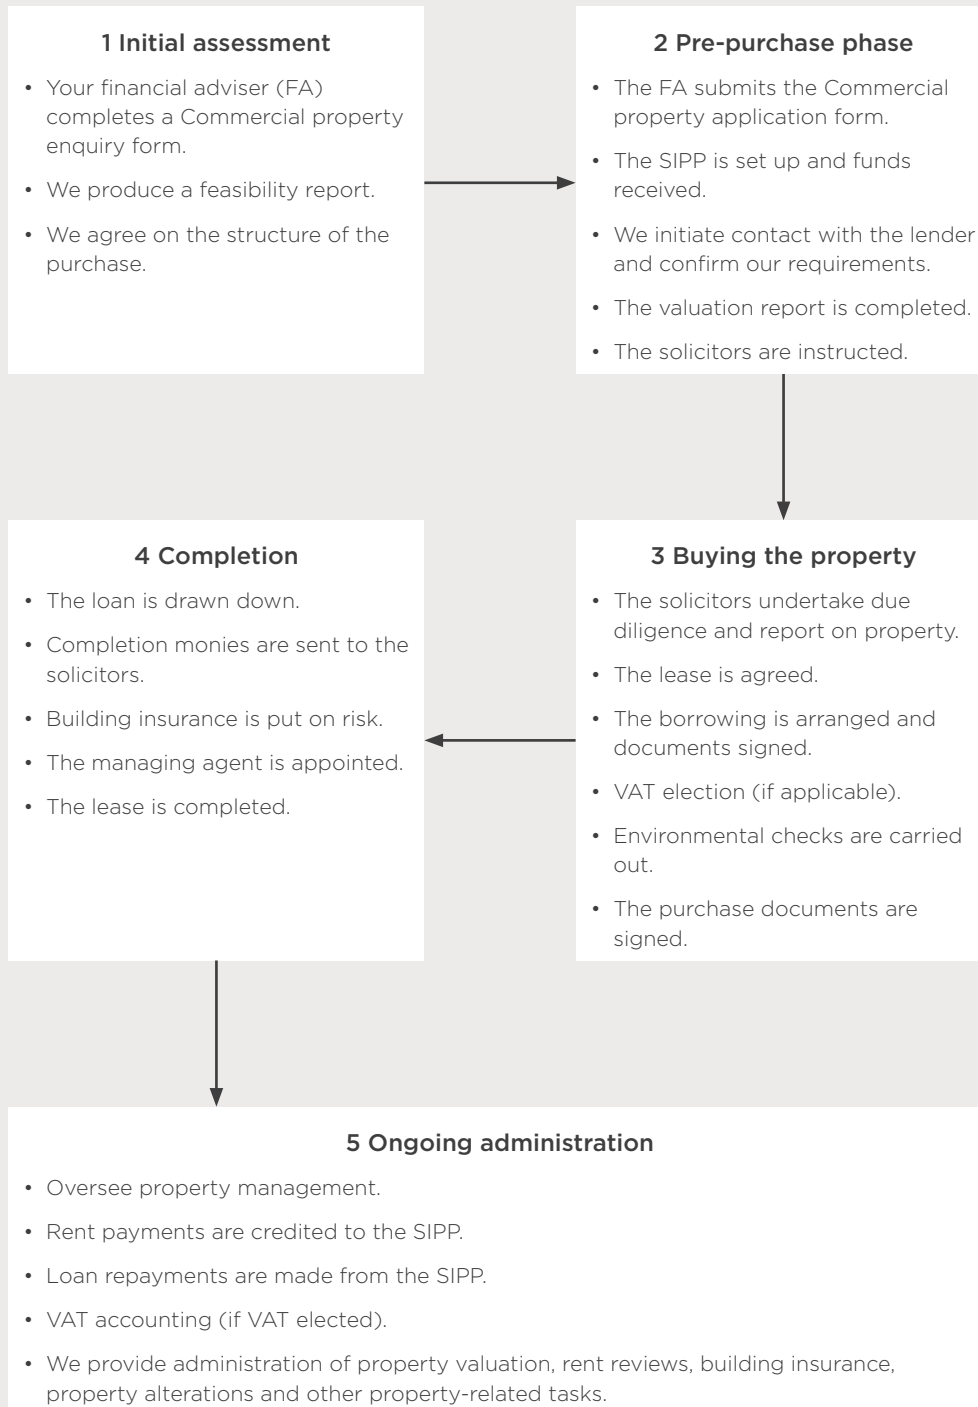 1 Initial assessment
• Your financial adviser (FA)
completes a Commercial property
enquiry form.
• We produce a feasibility report.
• We agree on the structure of the
purchase.
2 Pre-purchase phase
• The FA submits the Commercial
property application form.
• The SIPP is set up and funds
received.
• We initiate contact with the lender
and confirm our requirements.
• The valuation report is completed.
• The solicitors are instructed.
3 Buying the property
• The solicitors undertake due
diligence and report on property.
• The lease is agreed.
• The borrowing is arranged and
documents signed.
• VAT election (if applicable).
• Environmental checks are carried
out.
• The purchase documents are
signed.
4 Completion
• The loan is drawn down.
• Completion monies are sent to the
solicitors.
• Building insurance is put on risk.
• The managing agent is appointed.
• The lease is completed.
5 Ongoing administration
• Oversee property management.
• Rent payments are credited to the SIPP.
• Loan repayments are made from the SIPP.
• VAT accounting (if VAT elected).
• We provide administration of property valuation, rent reviews, building insurance,
property alterations and other property-related tasks.